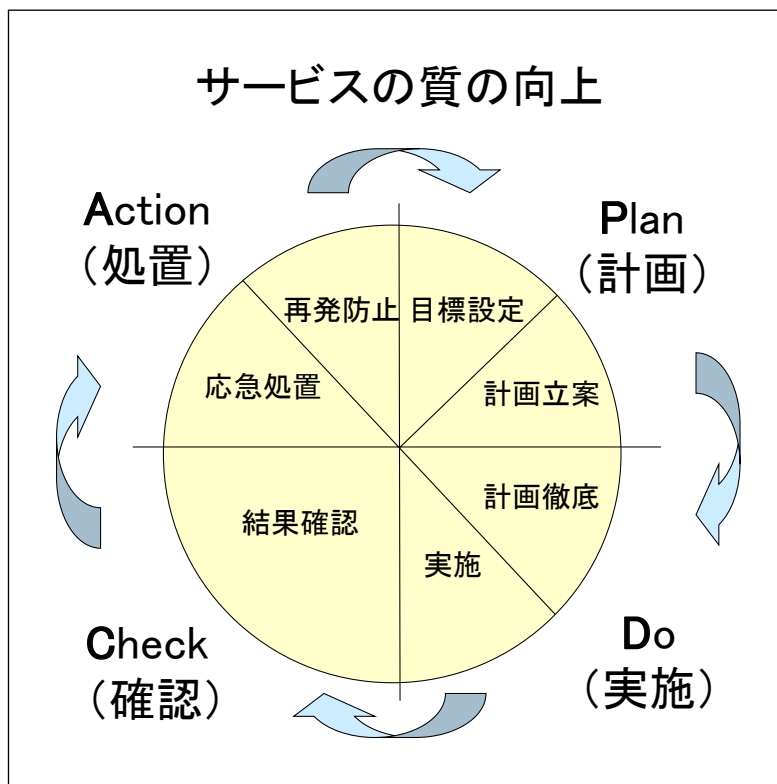 サービスの質の向上
Action
（処置）
Plan
（計画）
再発防止
目標設定
応急処置
計画立案
結果確認
計画徹底
実施
Check
（確認）
Do
（実施）